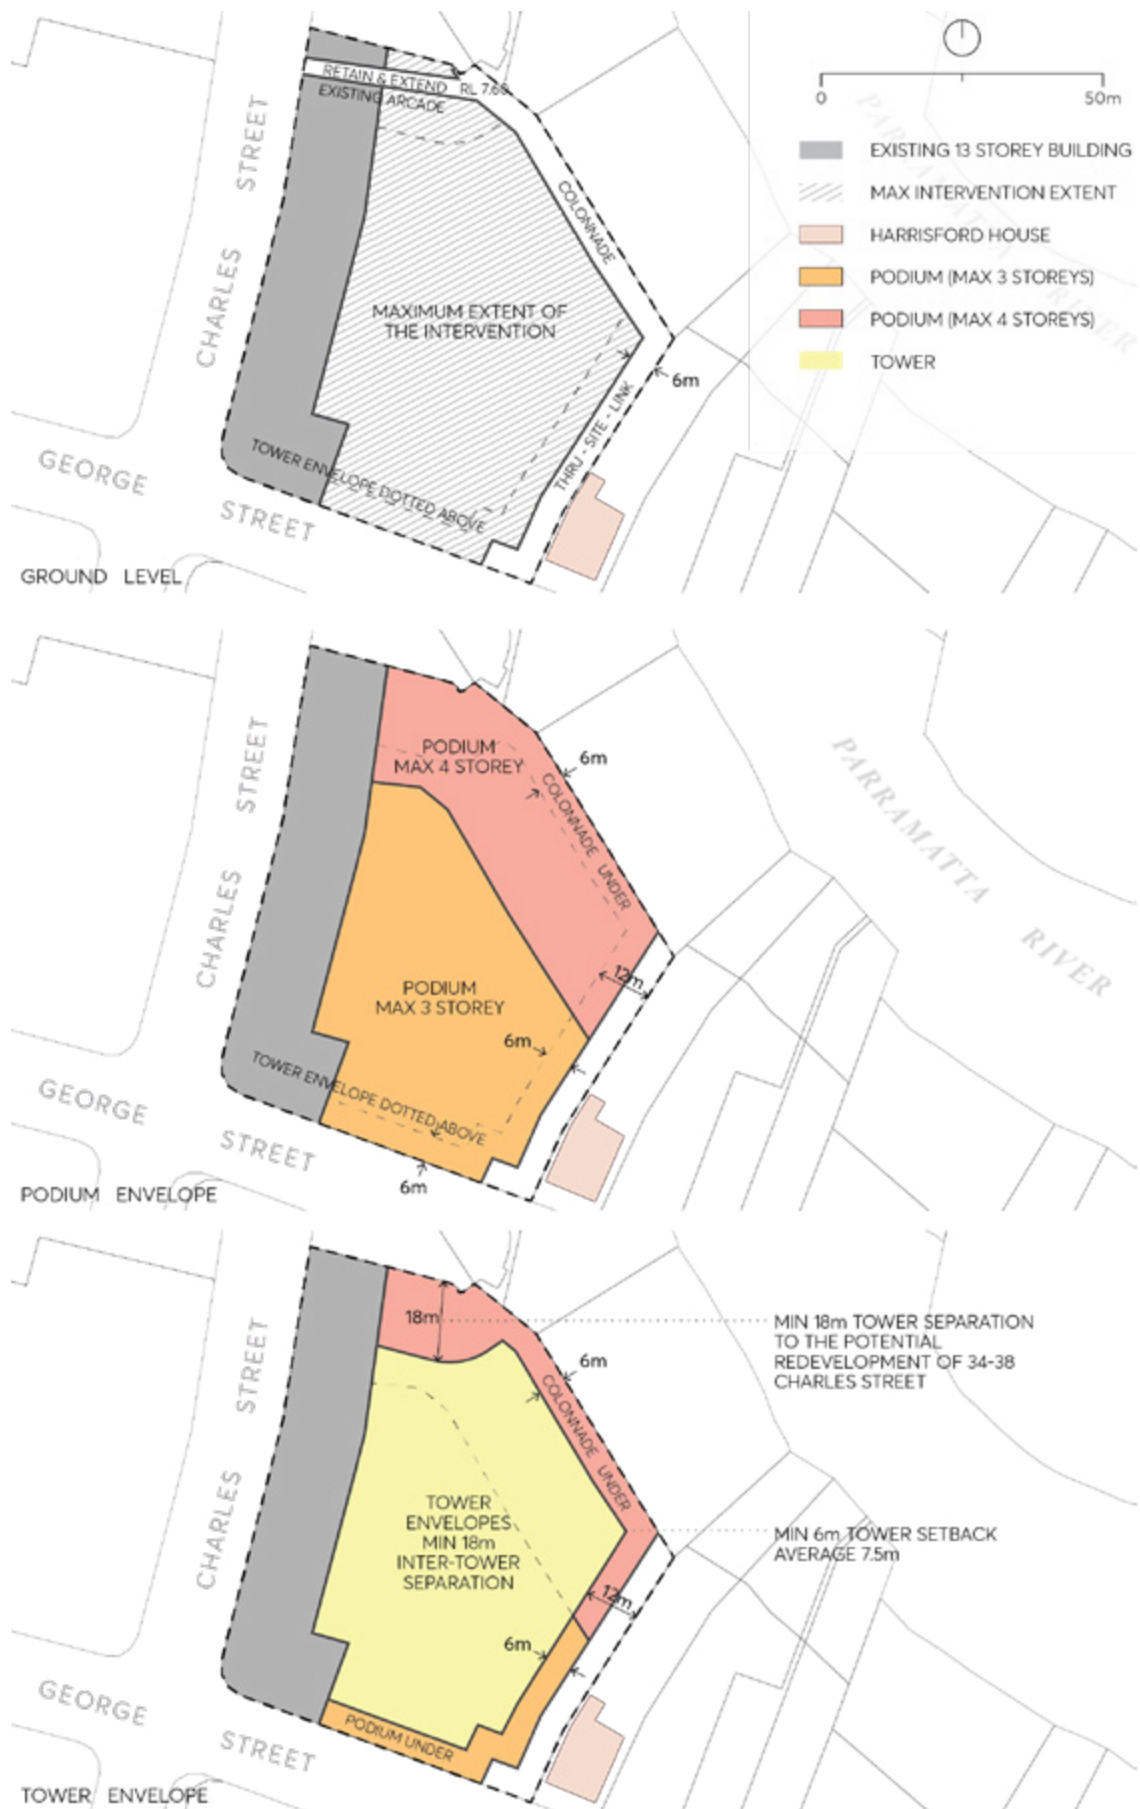 RETAIN & EXTEND RL 7.60
EXISTING ARCADE
CHARLES STREET
COLONNADE
MAXIMUM EXTENT OF
THE INTERVENTION
6m
THRU - SITE - LINK
TOWER ENVELOPE DOTTED ABOVE
GEORGE STREET
GROUND LEVEL
0 50m
EXISTING 13 STOREY BUILDING
MAX INTERVENTION EXTENT
HARRISFORD HOUSE
PODIUM (MAX 3 STOREYS)
PODIUM (MAX 4 STOREYS)
TOWER
PARRAMATTA
RIVER
PODIUM
MAX 4 STOREY
6m
COLONNADE UNDER
CHARLES STREET
12m
PODIUM
MAX 3 STOREY
6m
TOWER ENVELOPE DOTTED ABOVE
6m
GEORGE STREET
PODIUM ENVELOPE
PARRAMATTA
RIVER
18m
6m
COLONNADE UNDER
CHARLES STREET
MIN 18m TOWER SEPARATION
TO THE POTENTIAL
REDEVELOPMENT OF 34-38
CHARLES STREET
TOWER
ENVELOPES
MIN 18m
INTER-TOWER
SEPARATION
MIN 6m TOWER SETBACK
AVERAGE 7.5m
12m
6m
PODIUM UNDER
GEORGE STREET
TOWER ENVELOPE